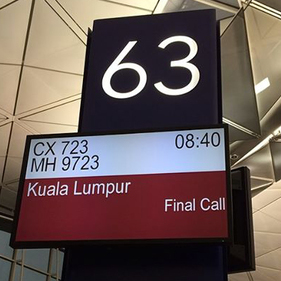 63
CX 723 08:40
MH 9723
Kuala Lumpur
Final Call